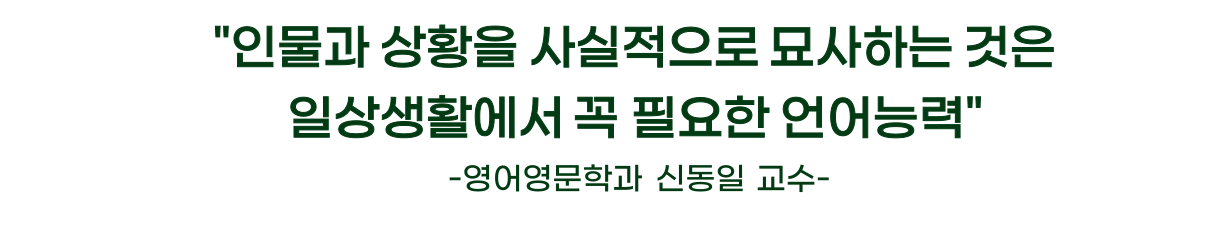 "인물과 상황을 사실적으로 묘사하는 것은
일상생활에서 꼭 필요한 언어능력"
-영어영문학과 신동일 교수-